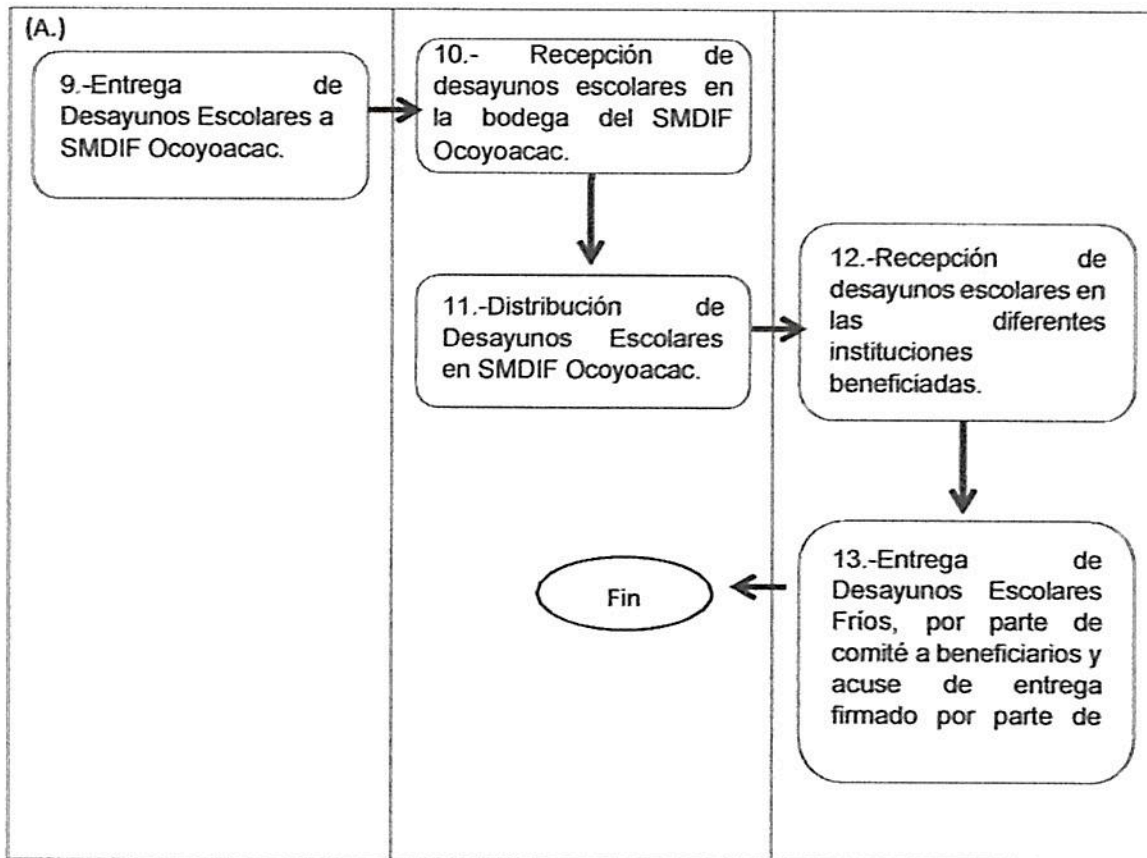 (A.)
9.-Entrega de
Desayunos Escolares a
SMDIF Ocoyoacac.
10.- Recepción de
desayunos escolares en
la bodega del SMDIF
Ocoyoacac.
11.-Distribución de
Desayunos Escolares
en SMDIF Ocoyoacac.
12.-Recepción de
desayunos escolares en
las diferentes
instituciones
beneficiadas.
13.-Entrega de
Desayunos Escolares
Fríos, por parte de
comité a beneficiarios y
acuse de entrega
firmado por parte de
Fin